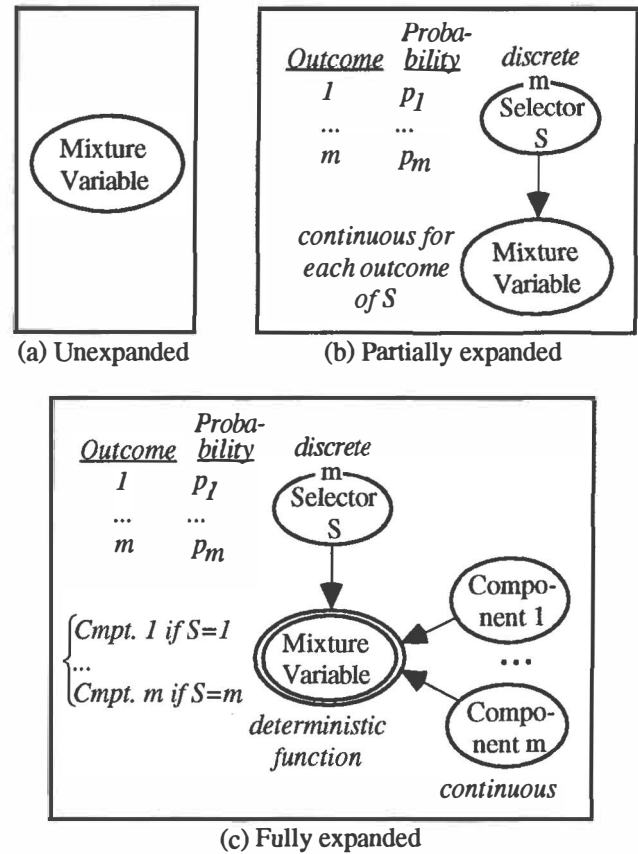 Mixture
Variable
(a) Unexpanded
Proba-
Outcome bility
1 p1
... ...
m pm
discrete
m
Selector
S
continuous for
each outcome
of S
Mixture
Variable
(b) Partially expanded
Proba-
Outcome bility
1 p1
... ...
m pm
discrete
m
Selector
S
Cmpt. 1 if S=1
...
Cmpt. m if S=m
Mixture
Variable
deterministic
function
Compo-
nent 1
...
Compo-
nent m
continuous
(c) Fully expanded